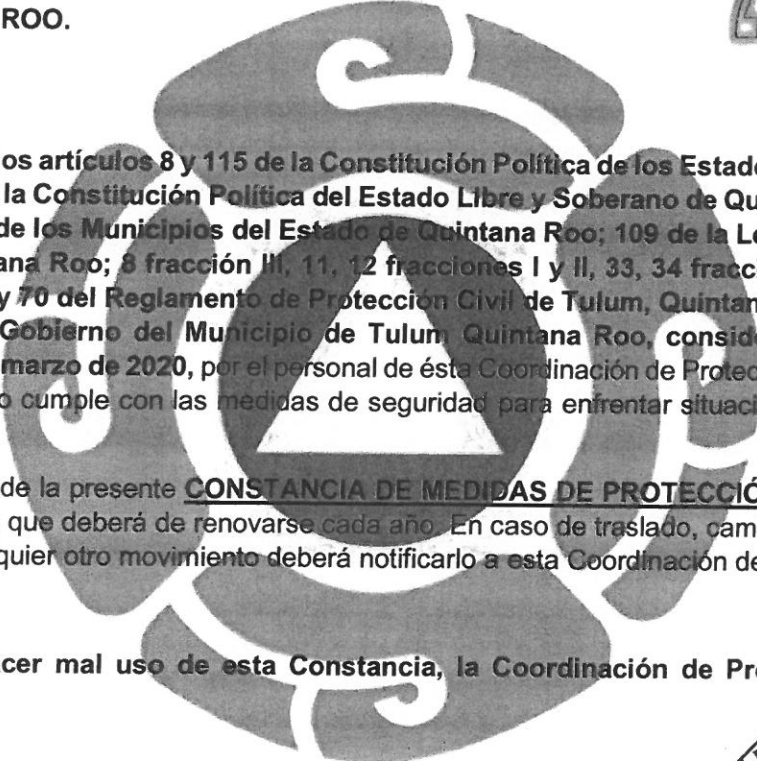 ROO.
os artículos 8 y 115 de la Constitución Política de los Estado
la Constitución Política del Estado Libre y Soberano de Qu
de los Municipios del Estado de Quintana Roo; 109 de la Le
ana Roo; 8 fracción III, 11, 12 fracciones I y II, 33, 34 fracci
y 70 del Reglamento de Protección Civil de Tulum, Quintan
Gobierno del Municipio de Tulum Quintana Roo, consid
marzo de 2020, por el personal de ésta Coordinación de Protec
o cumple con las medidas de seguridad para enfrentar situaci
de la presente CONSTANCIA DE MEDIDAS DE PROTECCIÓ
que deberá de renovarse cada año. En caso de traslado, cam
quier otro movimiento deberá notificarlo a esta Coordinación de
cer mal uso de esta Constancia, la Coordinación de Pro